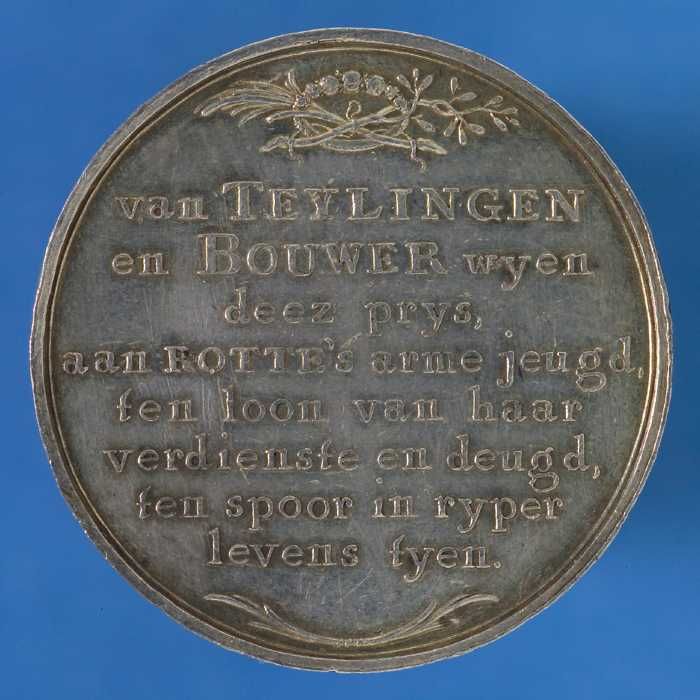 van TEYLINGEN
en BOUWER wyen
deez prys,
aan ROTTE's arme jeugd,
ten loon van haar
verdienste en deugd,
ten spoor in ryper
levens tyen.